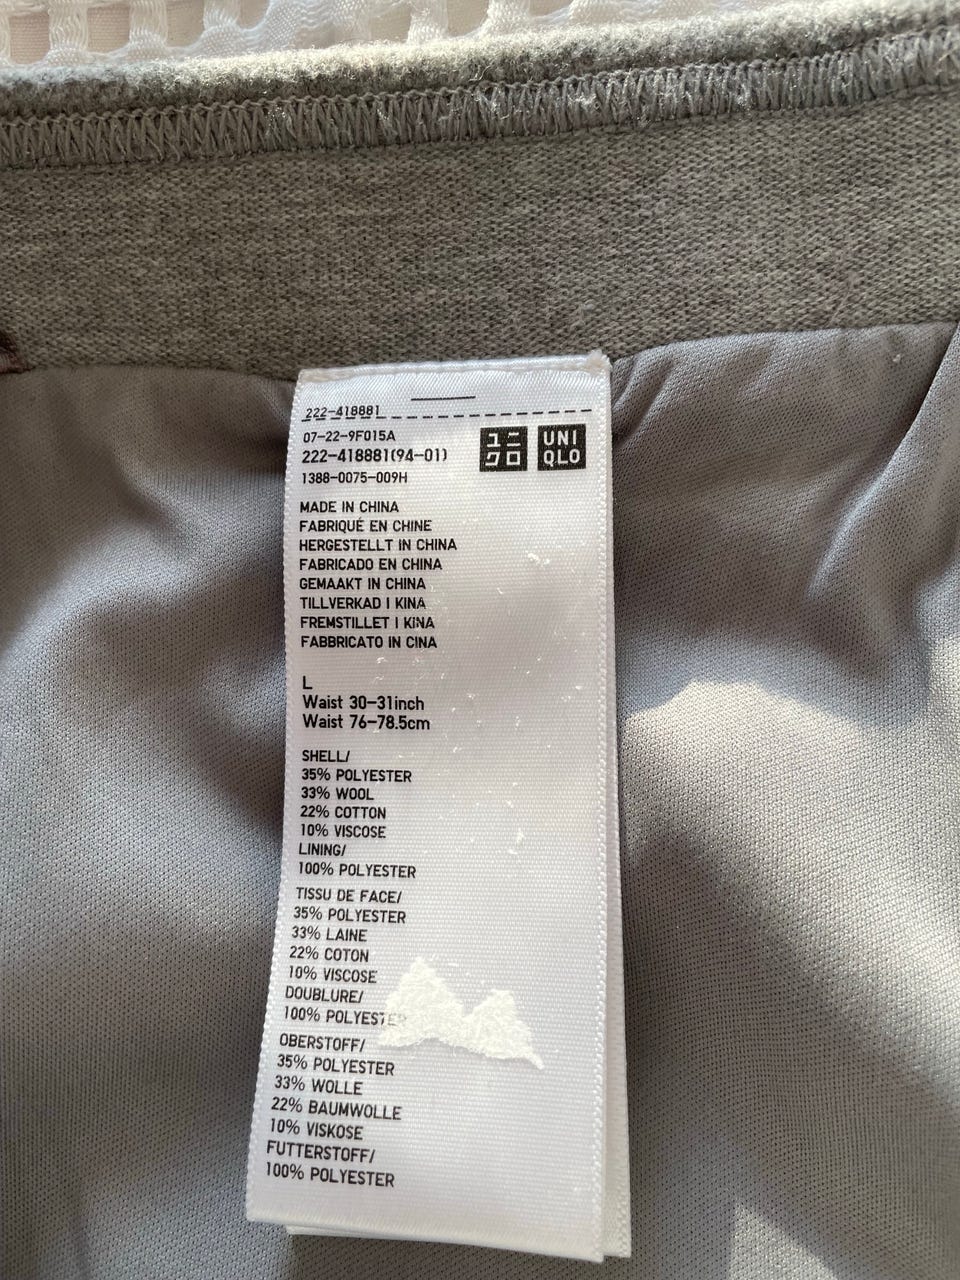 222-418881
07-22-9F015A
222-418881(94-01)
1388-0075-009H
ユニ
クロ
UNI
QLO
MADE IN CHINA
FABRIQUÉ EN CHINE
HERGESTELLT IN CHINA
FABRICADO EN CHINA
GEMAAKT IN CHINA
TILLVERKAD I KINA
FREMSTILLET I KINA
FABBRICATO IN CINA
L
Waist 30-31inch
Waist 76-78.5cm
SHELL/
35% POLYESTER
33% WOOL
22% COTTON
10% VISCOSE
LINING/
100% POLYESTER
TISSU DE FACE/
35% POLYESTER
33% LAINE
22% COTON
10% VISCOSE
DOUBLURE/
100% POLYESTER
OBERSTOFF/
35% POLYESTER
33% WOLLE
22% BAUMWOLLE
10% VISKOSE
FUTTERSTOFF/
100% POLYESTER